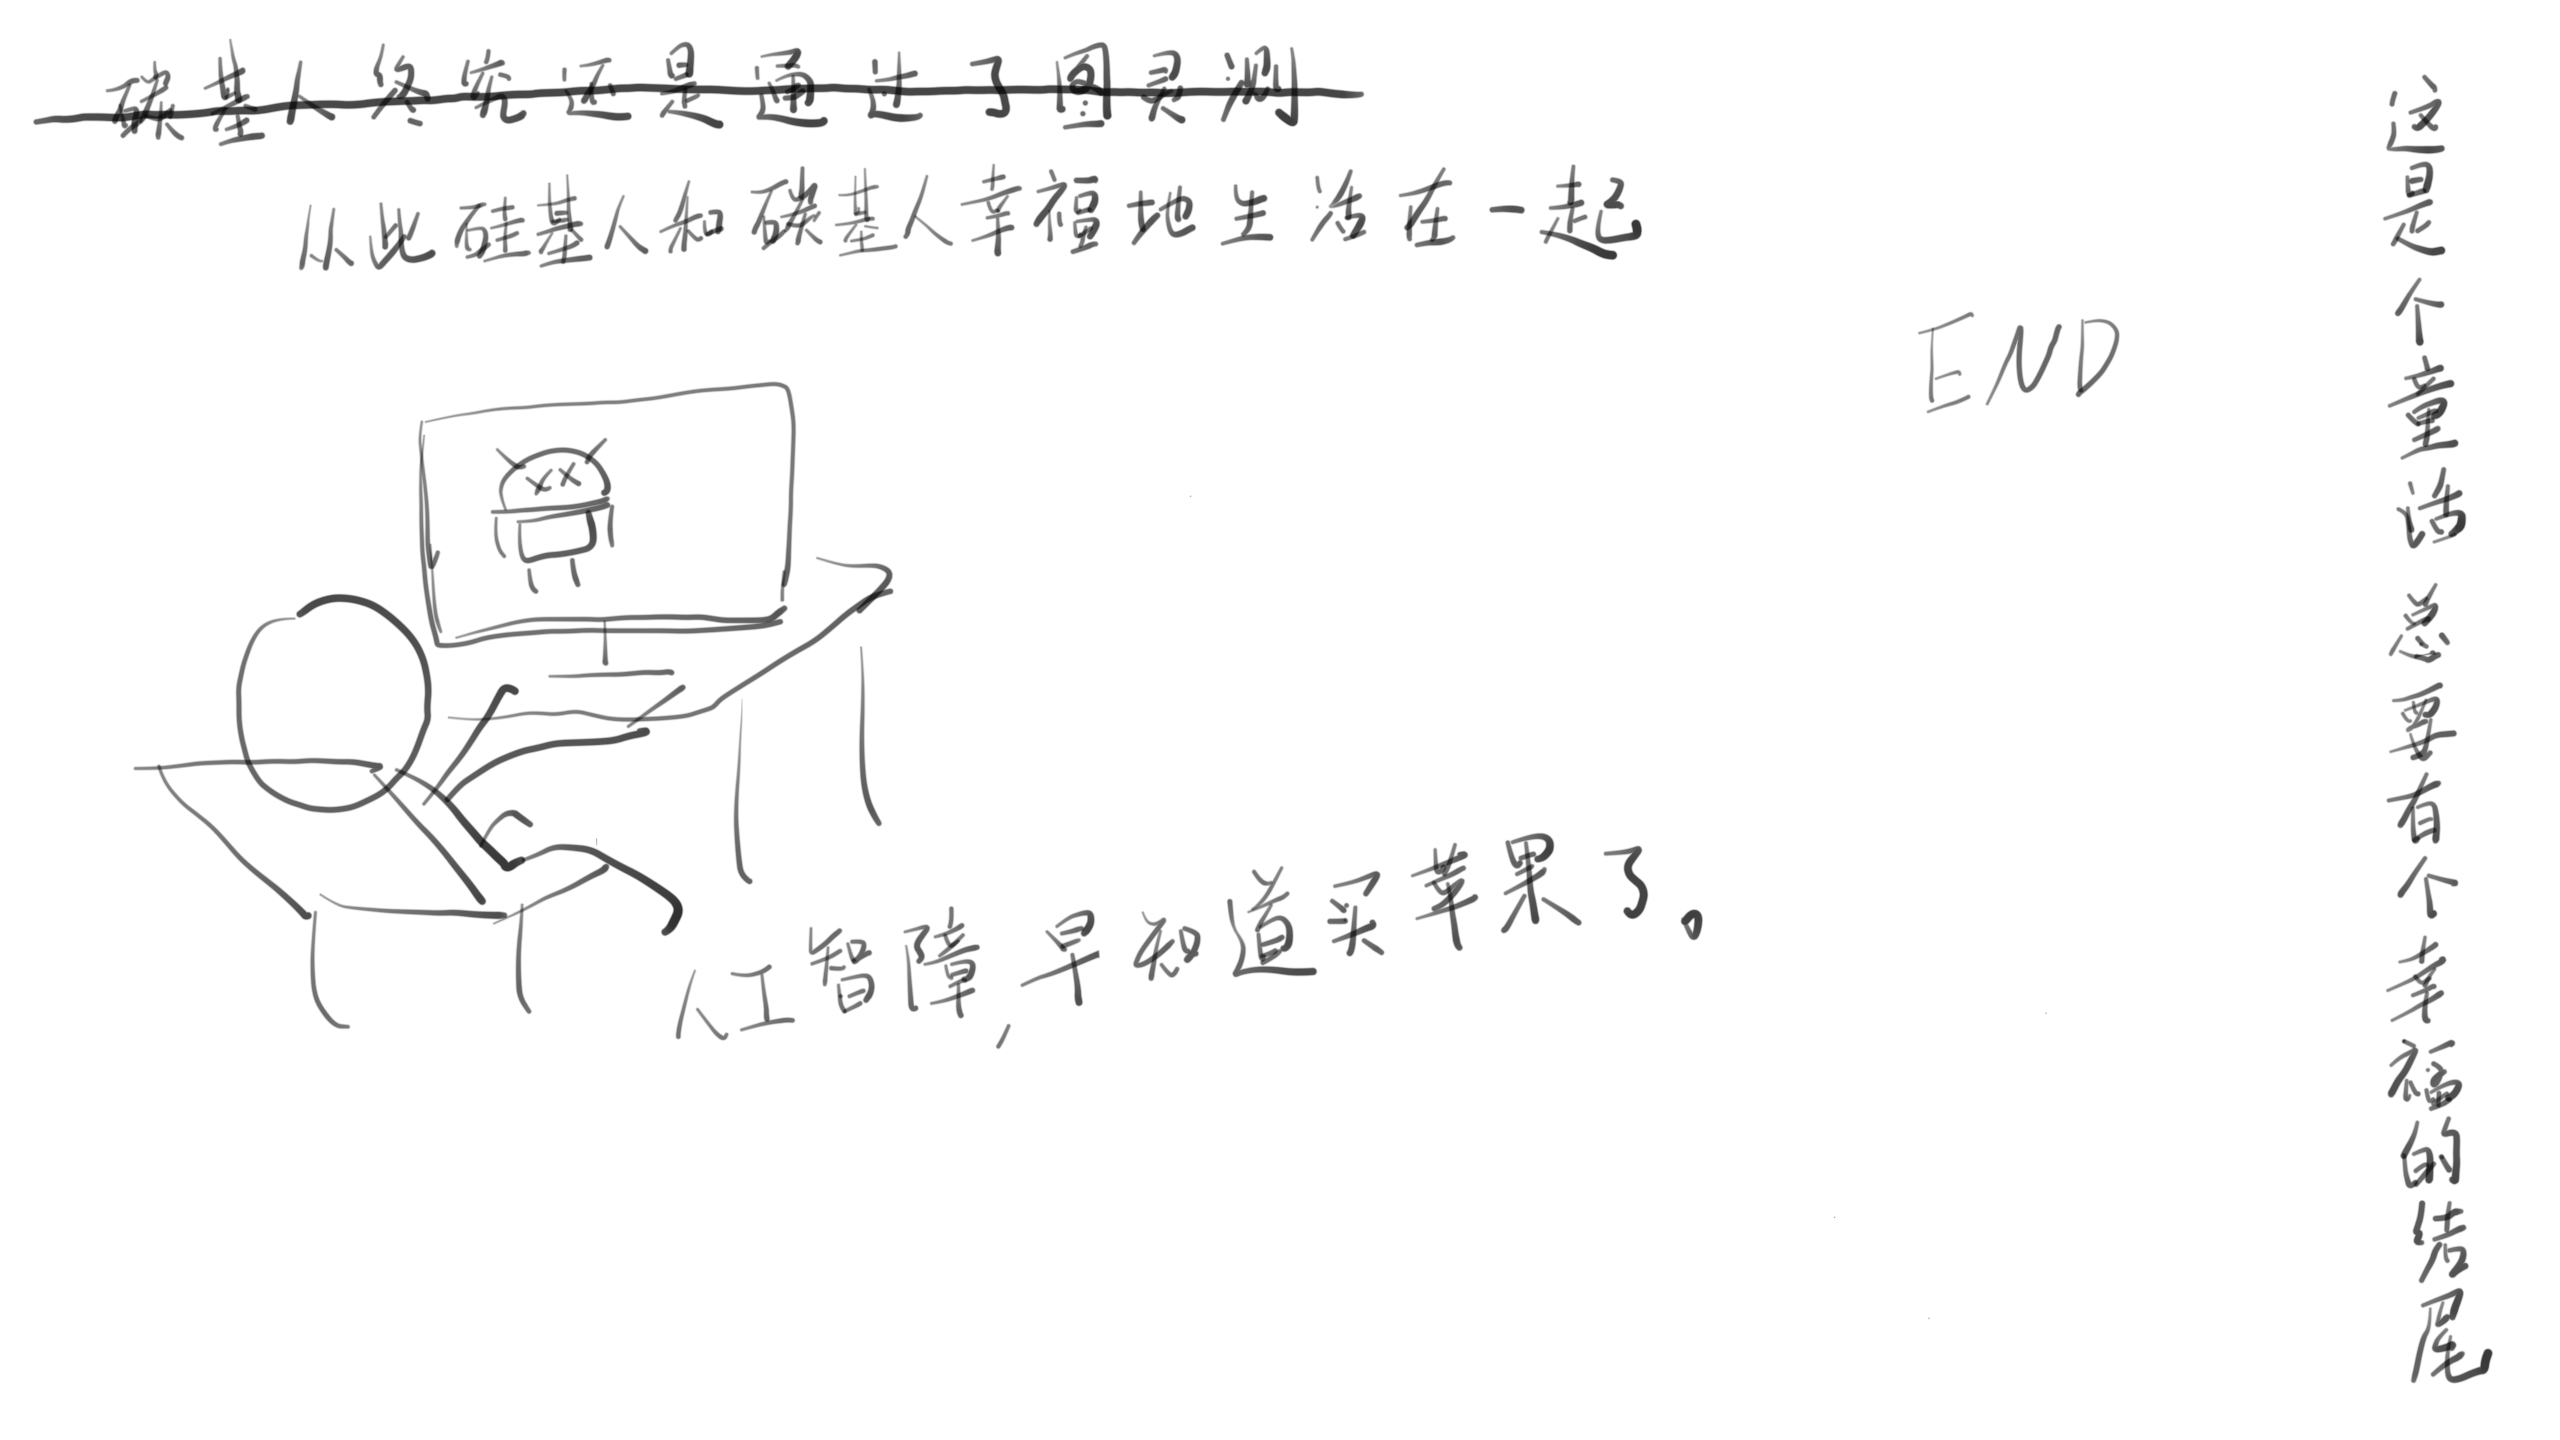 碳基人终究还是通过了图灵测
从此硅基人和碳基人幸福地生活在一起
END
人工智障,早知道买苹果了。
这是个童话总要有个幸福的结尾